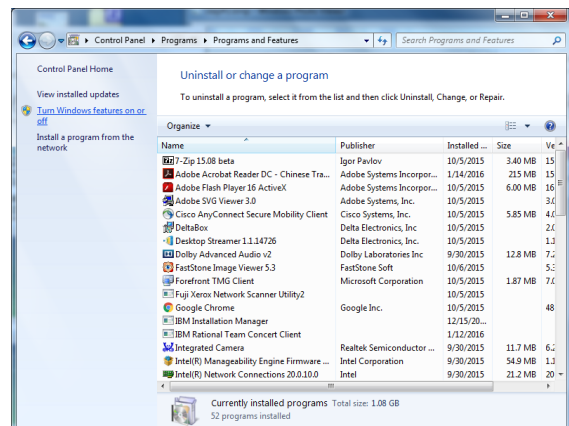 Control Panel ▸ Programs ▸ Programs and Features
Search Programs and Features
Control Panel Home
View installed updates
Turn Windows features on or
off
Install a program from the
network
Uninstall or change a program
To uninstall a program, select it from the list and then click Uninstall, Change, or Repair.
Organize
Name Publisher Installed ... Size Ve
7-Zip 15.08 beta Igor Pavlov 10/5/2015 3.40 MB 15
Adobe Acrobat Reader DC - Chinese Tra... Adobe Systems Incorpor... 1/14/2016 215 MB 15
Adobe Flash Player 16 ActiveX Adobe Systems Incorpor... 10/5/2015 6.00 MB 16
Adobe SVG Viewer 3.0 Adobe Systems, Inc. 10/5/2015 3.0
Cisco AnyConnect Secure Mobility Client Cisco Systems, Inc. 10/5/2015 5.85 MB 4.0
DeltaBox Delta Electronics, Inc 10/5/2015 2.0
Desktop Streamer 1.1.14726 Delta Electronics, Inc. 10/5/2015 1.1
Dolby Advanced Audio v2 Dolby Laboratories Inc 9/30/2015 12.8 MB 7.2
FastStone Image Viewer 5.3 FastStone Soft 10/6/2015 5.3
Forefront TMG Client Microsoft Corporation 10/5/2015 1.87 MB 7.0
Fuji Xerox Network Scanner Utility2 10/5/2015
Google Chrome Google Inc. 10/5/2015 48
IBM Installation Manager 12/15/20...
IBM Rational Team Concert Client 1/12/2016
Integrated Camera Realtek Semiconductor ... 9/30/2015 11.7 MB 6.2
Intel(R) Manageability Engine Firmware ... Intel Corporation 9/30/2015 54.9 MB 1.1
Intel(R) Network Connections 20.0.10.0 Intel 9/30/2015 21.2 MB 20
Currently installed programs Total size: 1.08 GB
52 programs installed